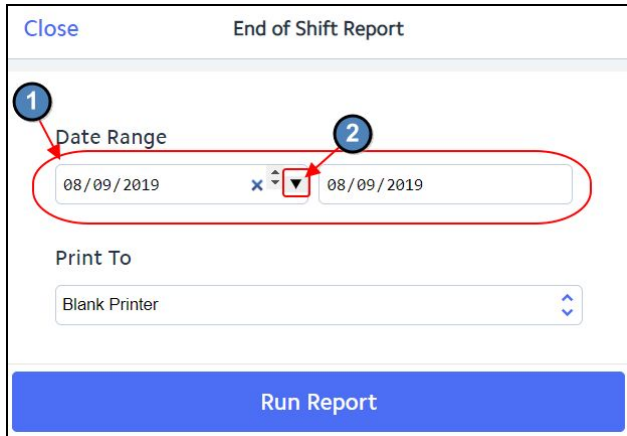 Close End of Shift Report
1
Date Range 2
08/09/2019 x 08/09/2019
Print To
Blank Printer
Run Report